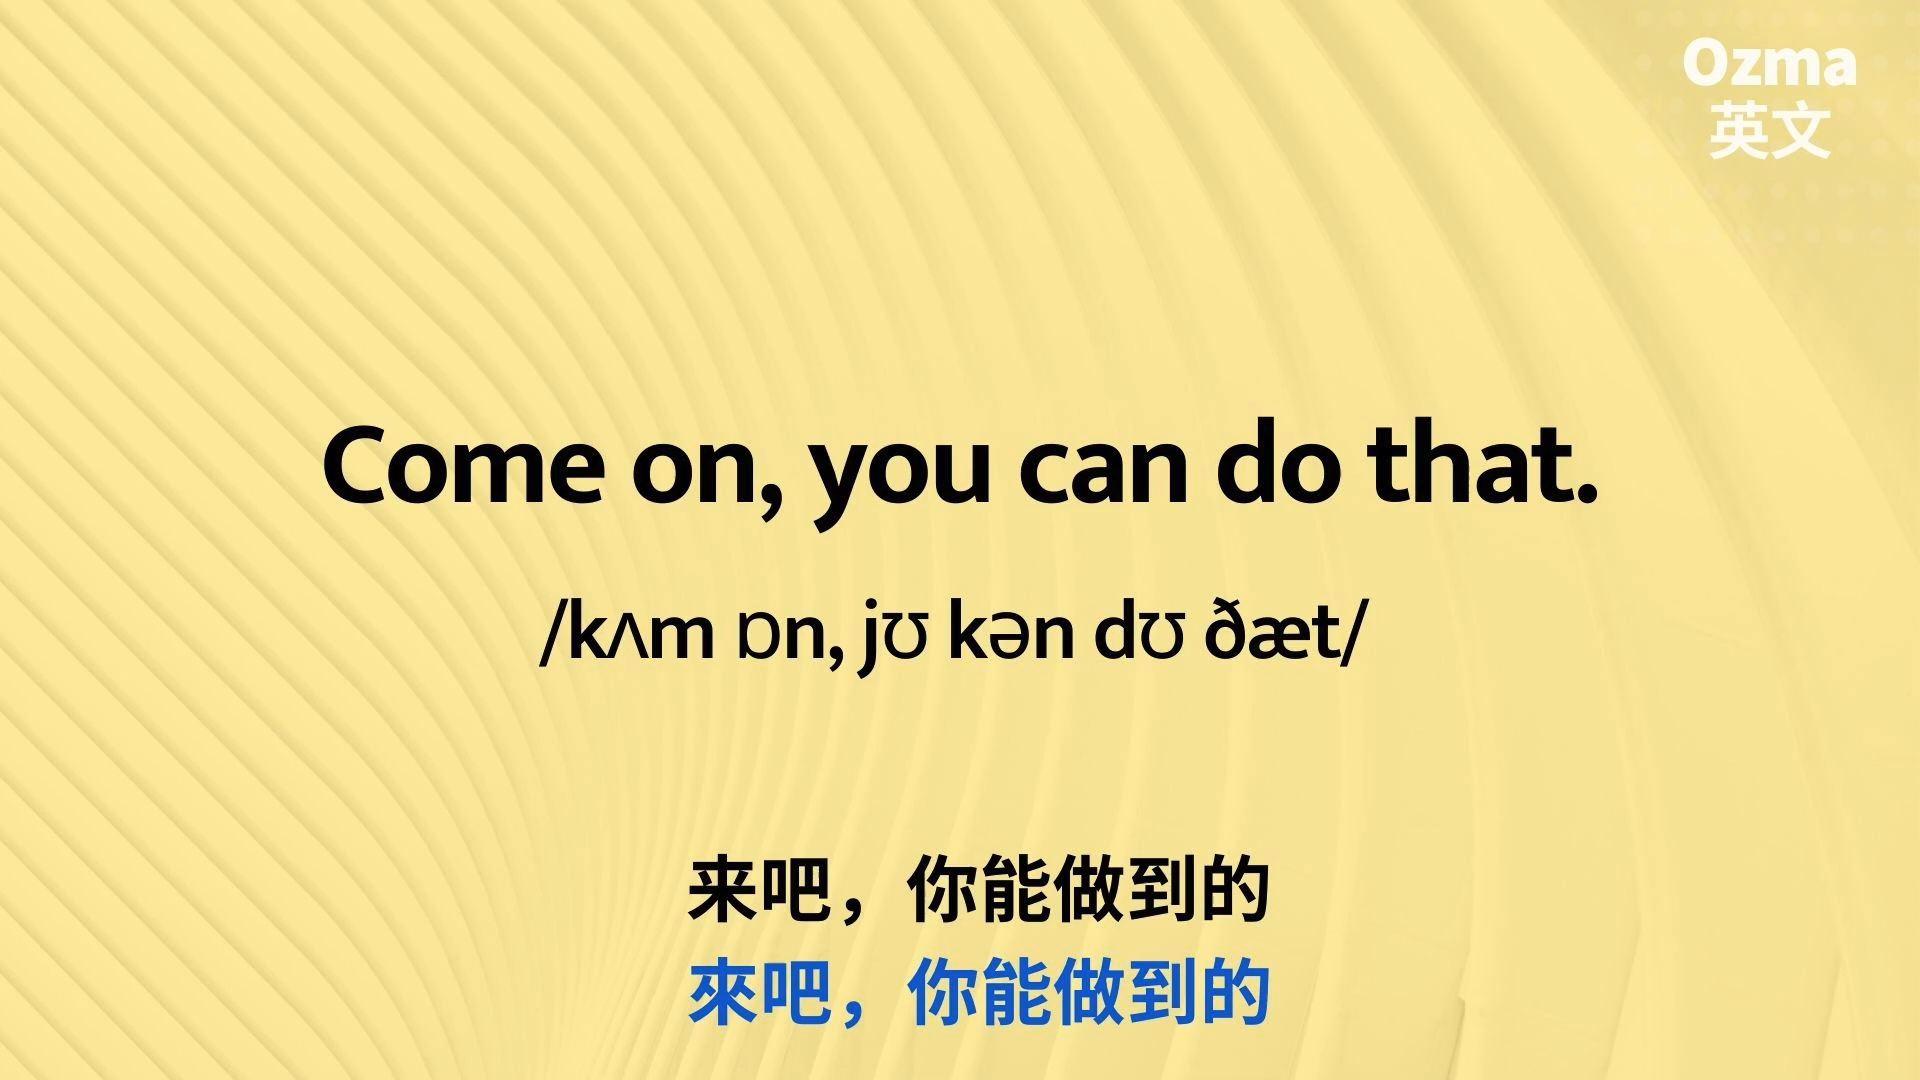 Ozma
英文
Come on, you can do that.
/kʌm ɒn, jʊ kən dʊ ðæt/
来吧，你能做到的
來吧，你能做到的